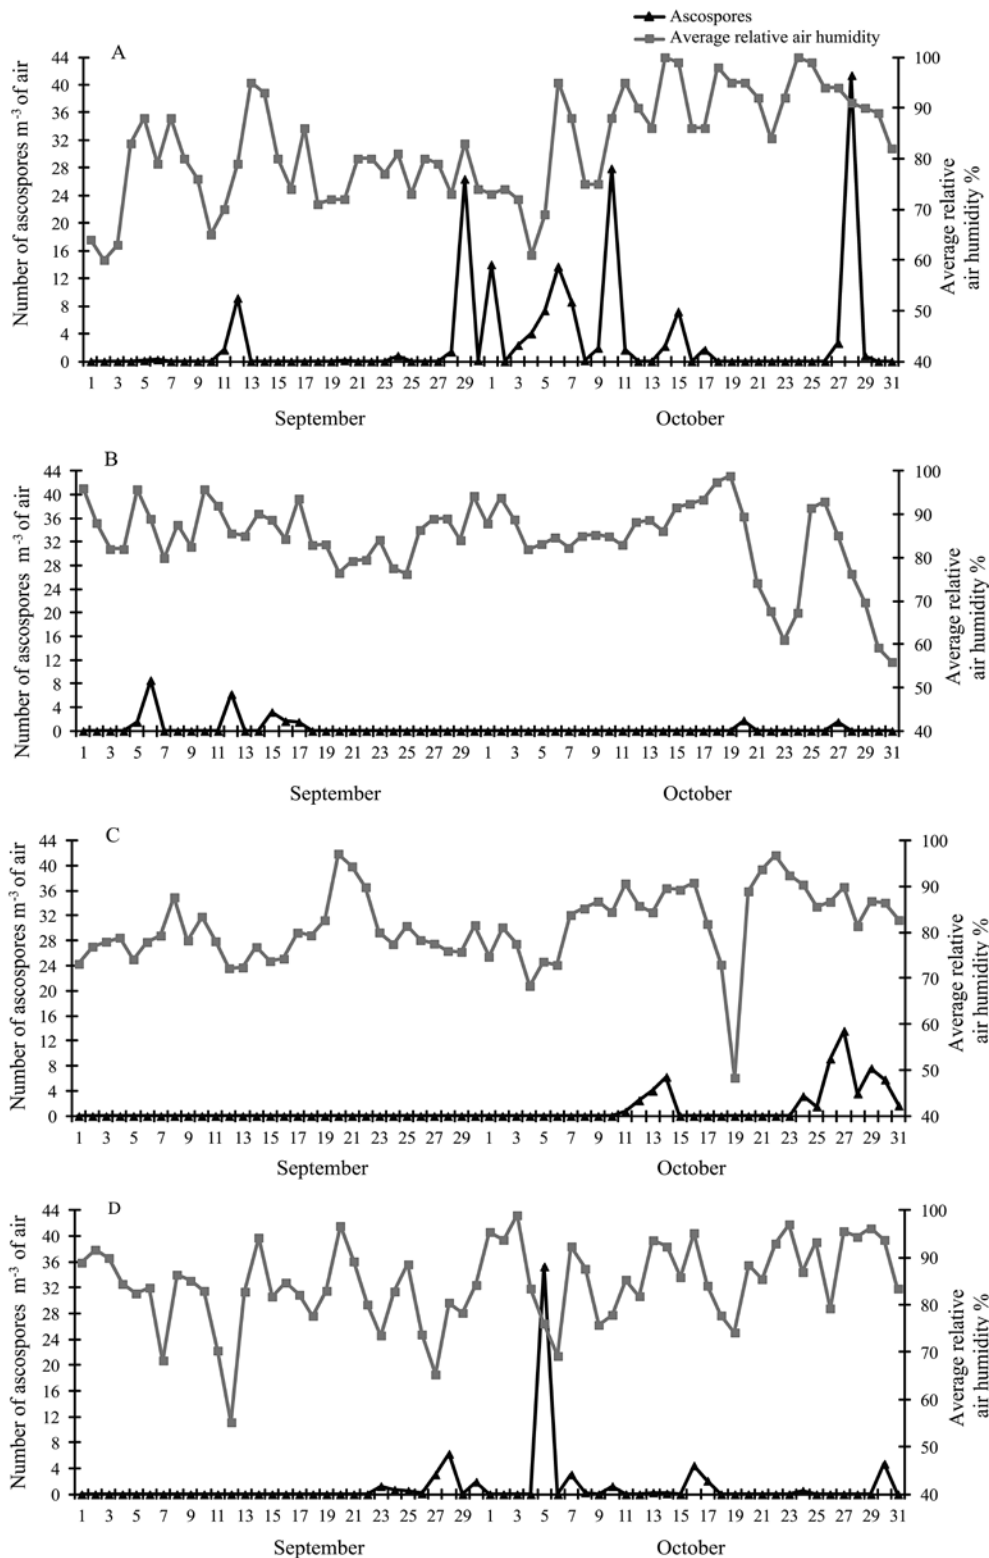 Ascospores
Average relative air humidity
A
Number of ascospores m⁻³ of air
44
40
36
32
28
24
20
16
12
8
4
0
100
90
80
70
60
50
40
Average relative
air humidity %
1 3 5 7 9 11 13 15 17 19 21 23 25 27 29 1 3 5 7 9 11 13 15 17 19 21 23 25 27 29 31
September October
B
Number of ascospores m⁻³ of air
44
40
36
32
28
24
20
16
12
8
4
0
100
90
80
70
60
50
40
Average relative
air humidity %
1 3 5 7 9 11 13 15 17 19 21 23 25 27 29 1 3 5 7 9 11 13 15 17 19 21 23 25 27 29 31
September October
C
Number of ascospores m⁻³ of air
44
40
36
32
28
24
20
16
12
8
4
0
100
90
80
70
60
50
40
Average relative
air humidity %
1 3 5 7 9 11 13 15 17 19 21 23 25 27 29 1 3 5 7 9 11 13 15 17 19 21 23 25 27 29 31
September October
D
Number of ascospores m⁻³ of air
44
40
36
32
28
24
20
16
12
8
4
0
100
90
80
70
60
50
40
Average relative
air humidity %
1 3 5 7 9 11 13 15 17 19 21 23 25 27 29 1 3 5 7 9 11 13 15 17 19 21 23 25 27 29 31
September October